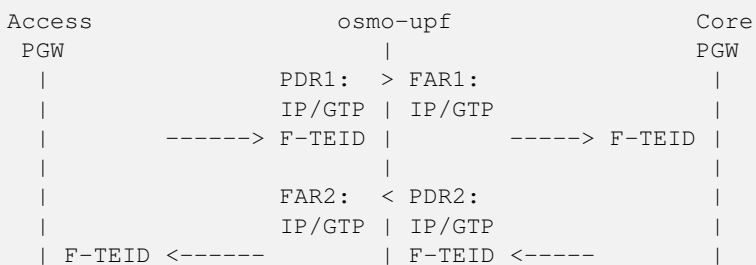 Access                    osmo-upf                   Core
 PGW                         |                        PGW
  |                 PDR1:  > FAR1:                     |
  |                 IP/GTP | IP/GTP                    |
  |        ------> F-TEID |         -----> F-TEID |
  |                          |                         |
  |                 FAR2:  < PDR2:                     |
  |                 IP/GTP | IP/GTP                    |
  | F-TEID <------         | F-TEID <-----             |